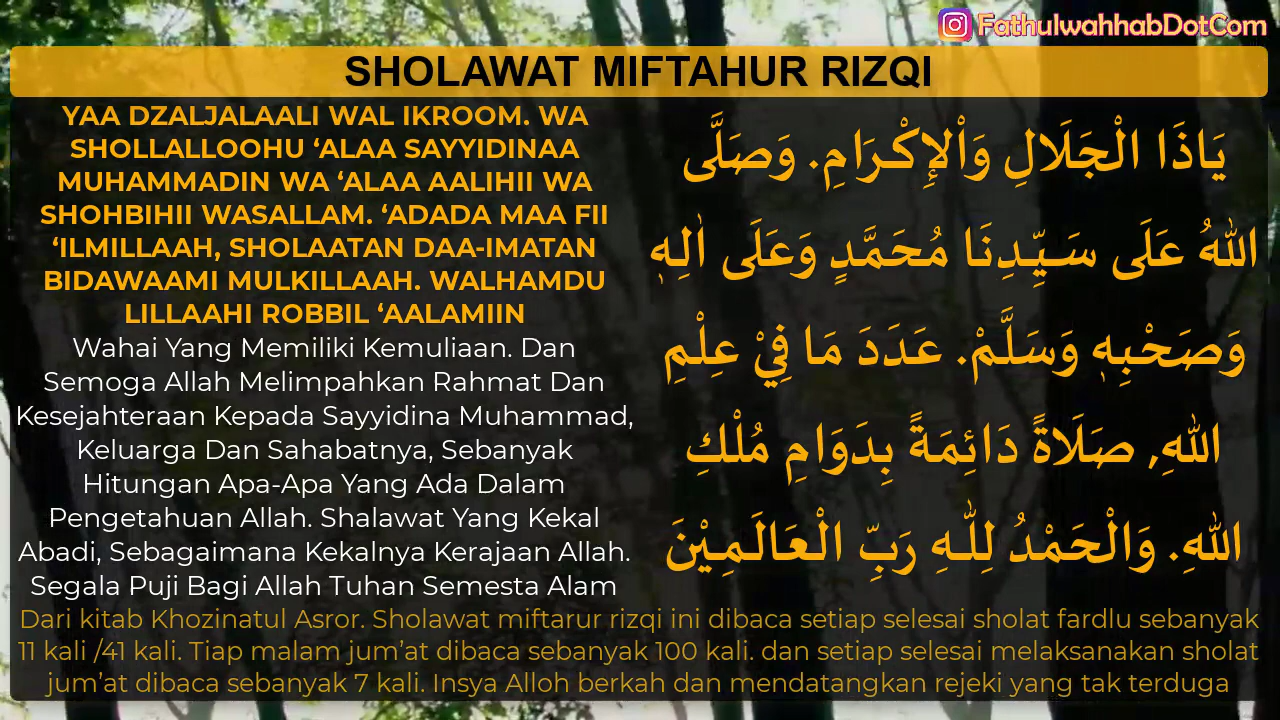 FathulwahhabDotCom
SHOLAWAT MIFTAHUR RIZQI
YAA DZALJALAALI WAL IKROOM. WA
SHOLLALLOOHU ‘ALAA SAYYIDINAA
MUHAMMADIN WA ‘ALAA AALIHII WA
SHOHBIHII WASALLAM. ‘ADADA MAA FII
‘ILMILLAAH, SHOLAATAN DAA-IMATAN
BIDAWAAMI MULKILLAAH. WALHAMDU
LILLAAHI ROBBIL ‘AALAMIIN
Wahai Yang Memiliki Kemuliaan. Dan
Semoga Allah Melimpahkan Rahmat Dan
Kesejahteraan Kepada Sayyidina Muhammad,
Keluarga Dan Sahabatnya, Sebanyak
Hitungan Apa-Apa Yang Ada Dalam
Pengetahuan Allah. Shalawat Yang Kekal
Abadi, Sebagaimana Kekalnya Kerajaan Allah.
Segala Puji Bagi Allah Tuhan Semesta Alam
يَاذَا الْجَلَالِ وَاْلإِكْرَامِ. وَصَلَّى
اللهُ عَلَى سَيِّدِنَا مُحَمَّدٍ وَعَلَى اٰلِهٖ
وَصَحْبِهٖ وَسَلَّمْ. عَدَدَ مَا فِيْ عِلْمِ
اللهِ, صَلَاةً دَائِمَةً بِدَوَامِ مُلْكِ
اللهِ. وَالْحَمْدُ لِلّٰهِ رَبِّ الْعَالَمِيْنَ
Dari kitab Khozinatul Asror. Sholawat miftarur rizqi ini dibaca setiap selesai sholat fardlu sebanyak
11 kali /41 kali. Tiap malam jum’at dibaca sebanyak 100 kali. dan setiap selesai melaksanakan sholat
jum’at dibaca sebanyak 7 kali. Insya Alloh berkah dan mendatangkan rejeki yang tak terduga